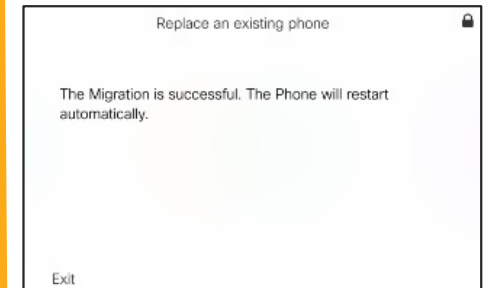 Replace an existing phone
The Migration is successful. The Phone will restart
automatically.
Exit